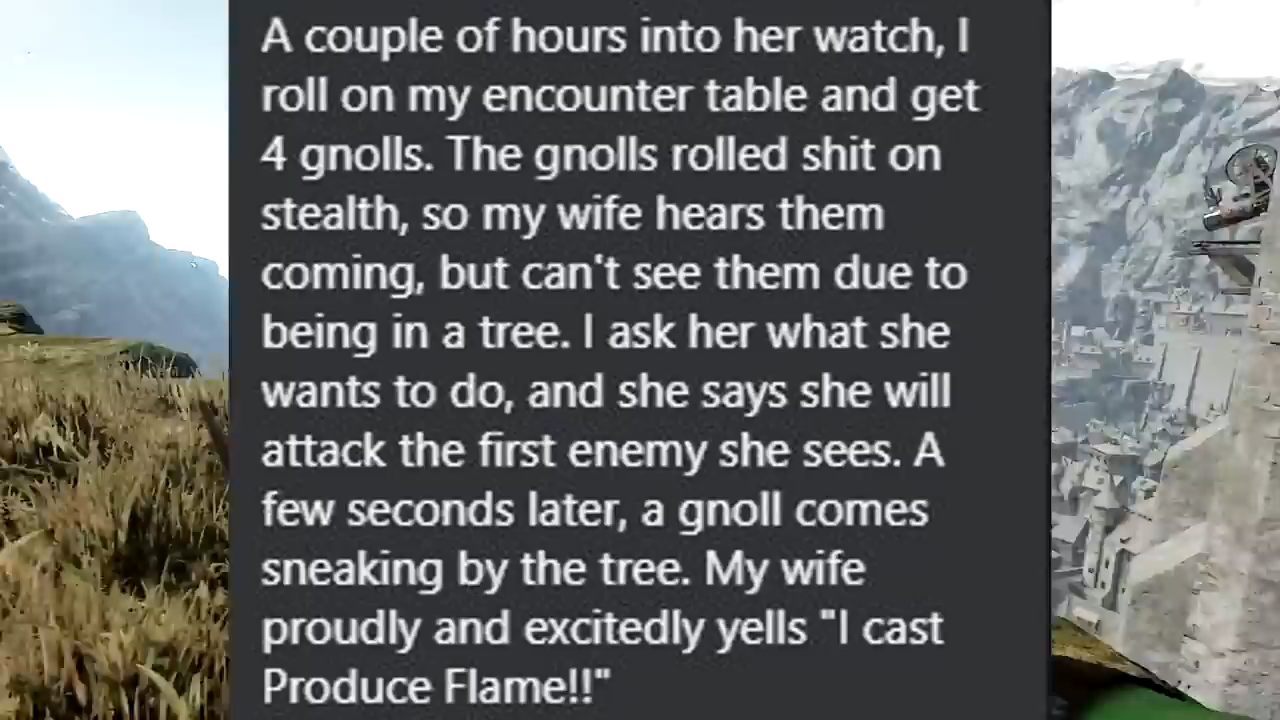 A couple of hours into her watch, I
roll on my encounter table and get
4 gnolls. The gnolls rolled shit on
stealth, so my wife hears them
coming, but can't see them due to
being in a tree. I ask her what she
wants to do, and she says she will
attack the first enemy she sees. A
few seconds later, a gnoll comes
sneaking by the tree. My wife
proudly and excitedly yells "I cast
Produce Flame!!"